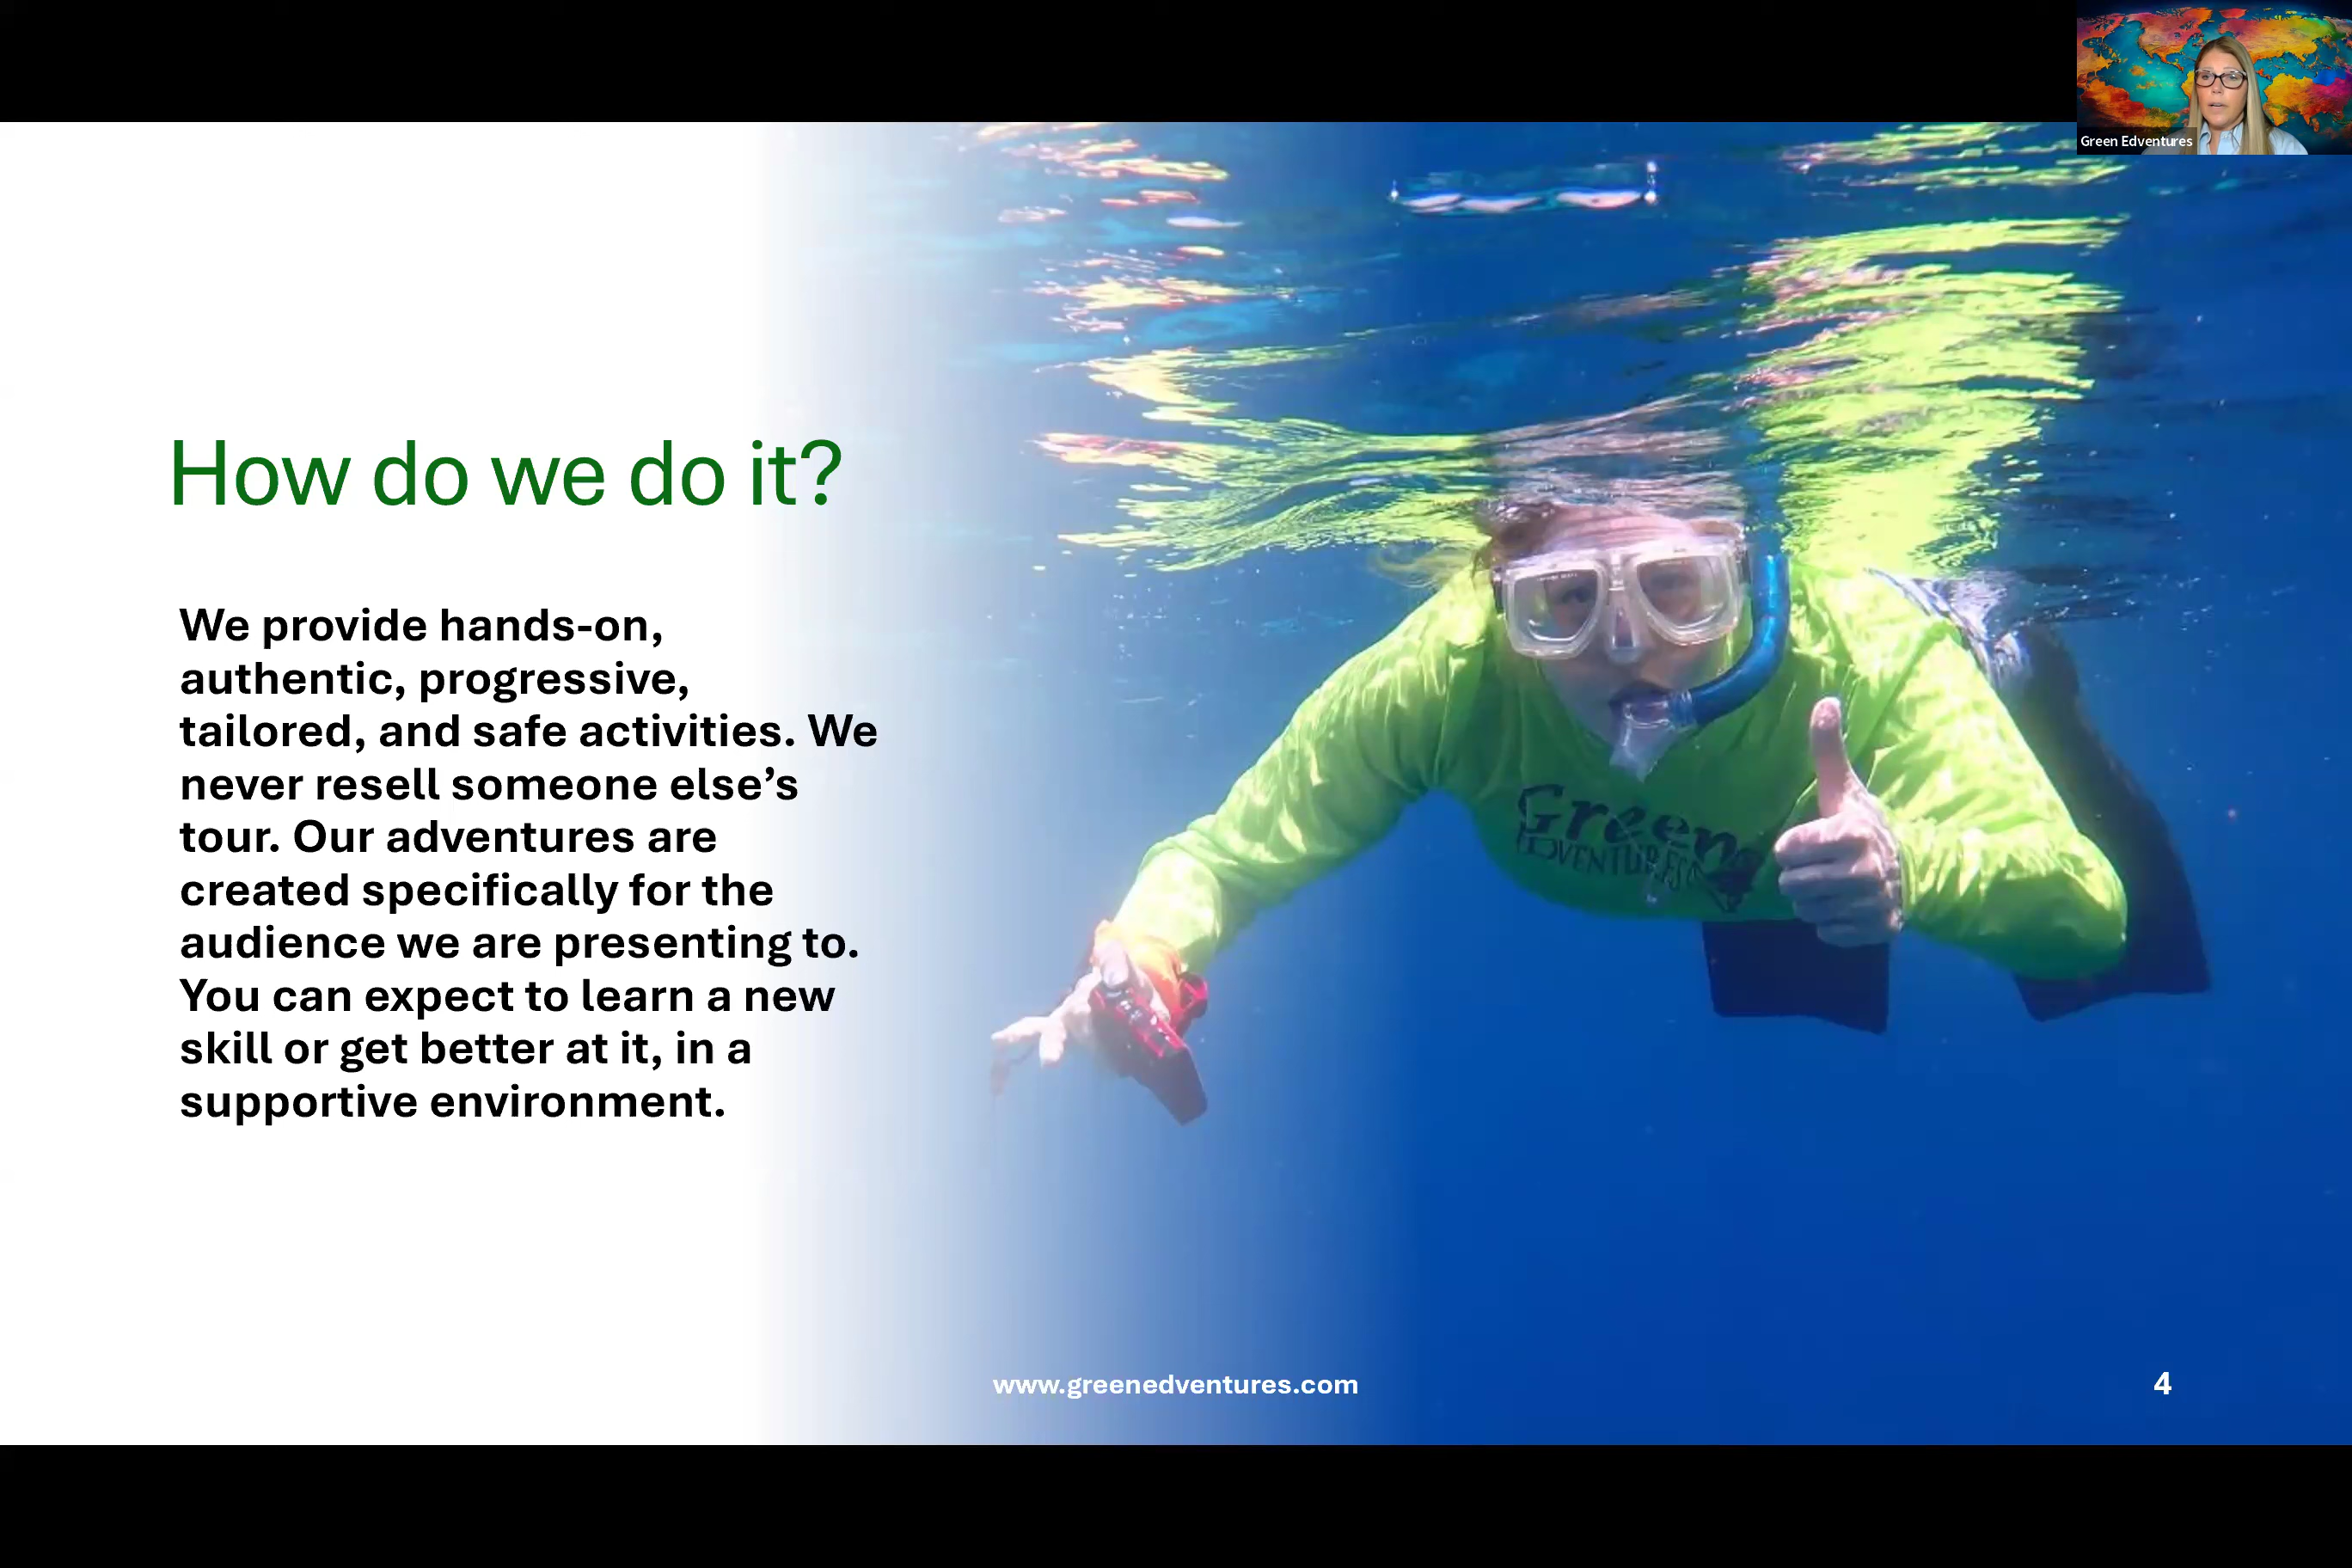 Green Edventures
How do we do it?
We provide hands-on,
authentic, progressive,
tailored, and safe activities. We
never resell someone else’s
tour. Our adventures are
created specifically for the
audience we are presenting to.
You can expect to learn a new
skill or get better at it, in a
supportive environment.
Green
EDVENTURES
www.greenedventures.com
4